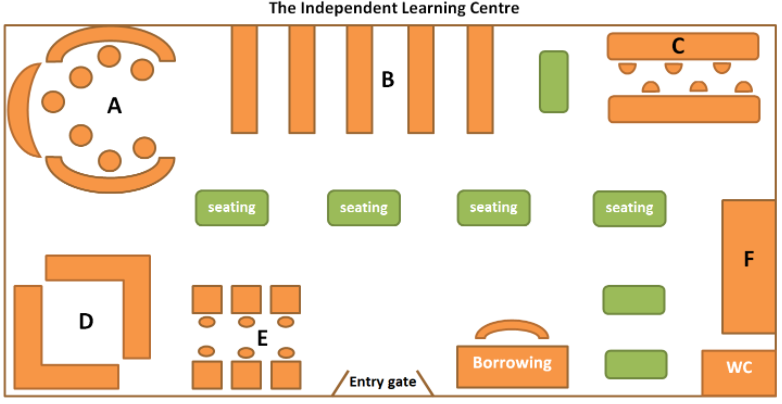 The Independent Learning Centre
A
B
C
seating
seating
seating
seating
D
E
F
Entry gate
Borrowing
WC